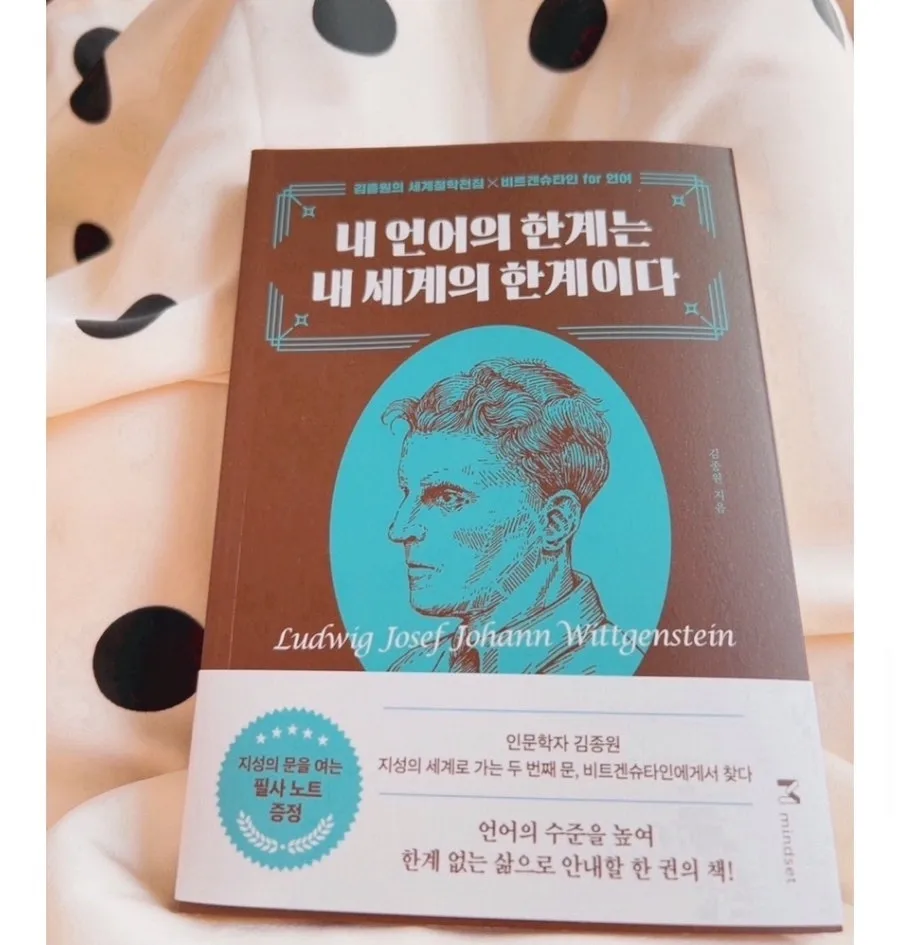 김종원의 세계철학전집×비트겐슈타인 for 언어
내 언어의 한계는
내 세계의 한계이다
김종원 지음
Ludwig Josef Johann Wittgenstein
지성의 문을 여는
필사 노트
증정
인문학자 김종원
지성의 세계로 가는 두 번째 문, 비트겐슈타인에게서 찾다
언어의 수준을 높여
한계 없는 삶으로 안내할 한 권의 책!
mindset